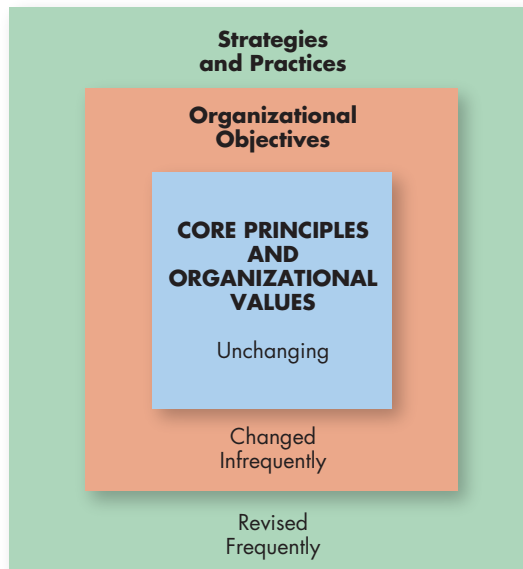 Strategies
and Practices
Organizational
Objectives
CORE PRINCIPLES
AND
ORGANIZATIONAL
VALUES
Unchanging
Changed
Infrequently
Revised
Frequently